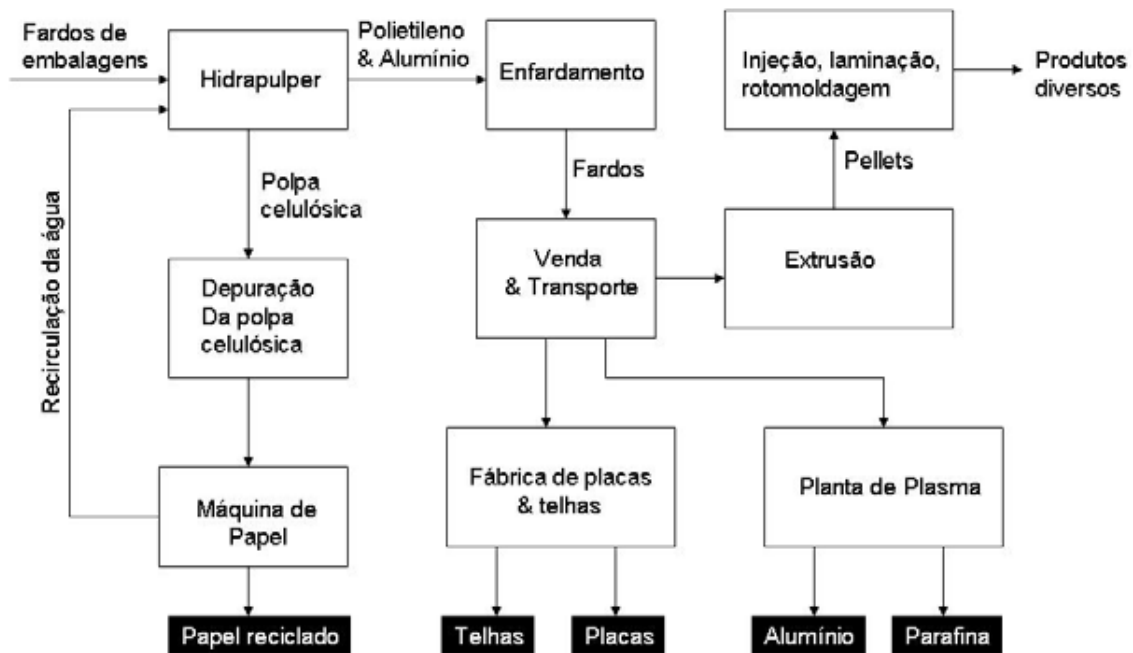 Fardos de
embalagens
Hidrapulper
Polietileno
& Alumínio
Enfardamento
Injeção, laminação,
rotomoldagem
Produtos
diversos
Recirculação da água
Polpa
celulósica
Fardos
Pellets
Depuração
Da polpa
celulósica
Venda
& Transporte
Extrusão
Máquina de
Papel
Fábrica de placas
& telhas
Planta de Plasma
Papel reciclado
Telhas
Placas
Alumínio
Parafina